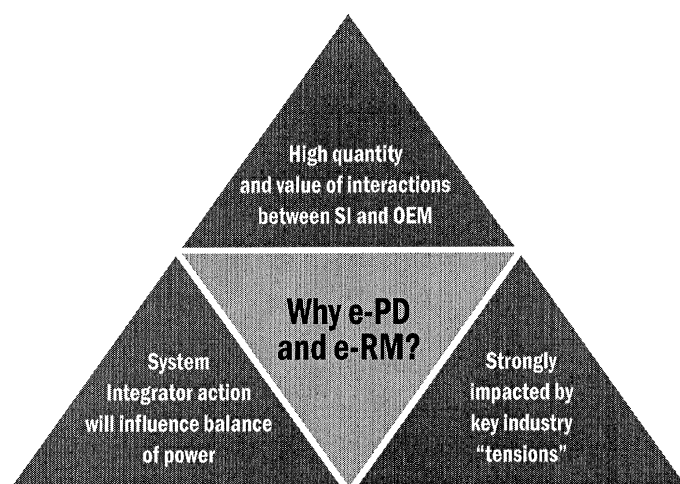 High quantity
and value of interactions
between SI and OEM
Why e-PD
and e-RM?
System
Integrator action
will influence balance
of power
Strongly
impacted by
key industry
"tensions"